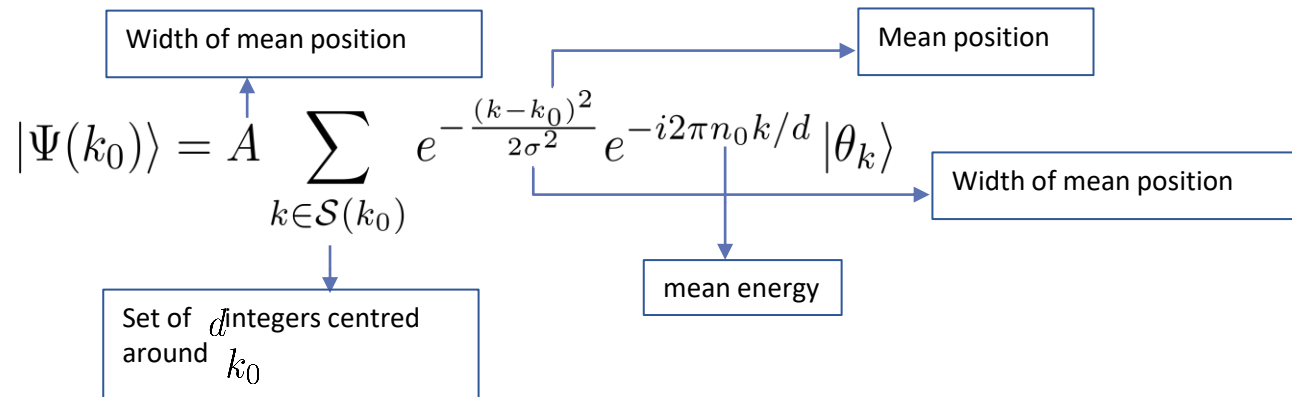 Width of mean position
Mean position
|Ψ(k₀)⟩ = A ∑_{k∈𝒮(k₀)} e^{-\frac{(k-k₀)²}{2σ²}} e^{-i2πn₀k/d} |θ_k⟩
Width of mean position
mean energy
Set of d integers centred
around k₀